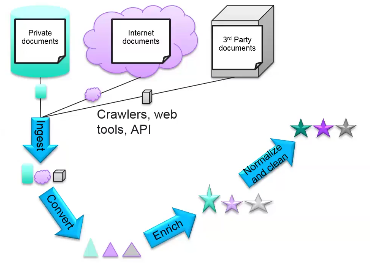 Private
documents
Internet
documents
3rd Party
documents
Crawlers, web
tools, API
Ingest
Convert
Enrich
Normalize
and clean